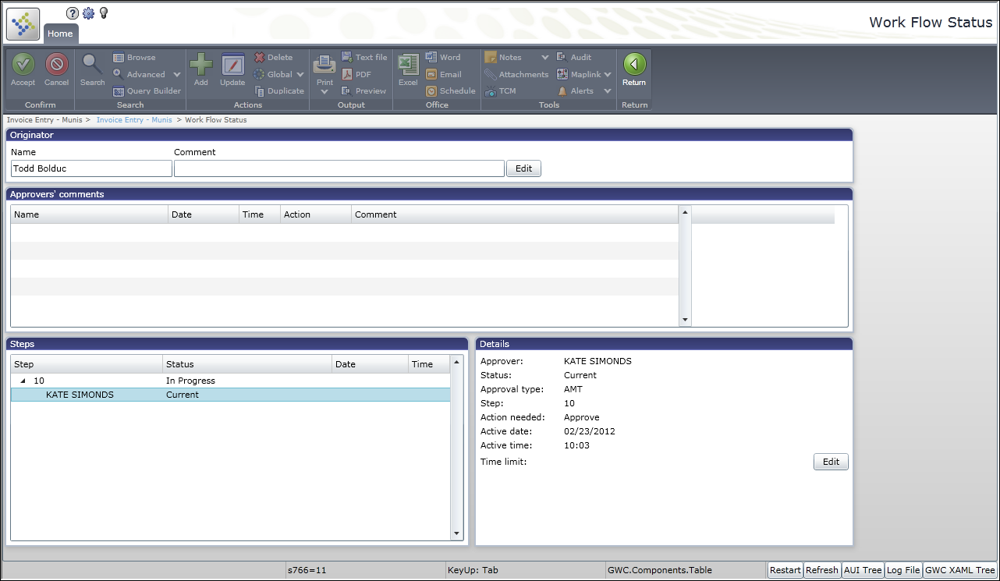 Work Flow Status
Home
Accept Cancel Search Browse Advanced Query Builder Add Update Delete Global Duplicate Print Text file PDF Preview Excel Word Email Schedule Notes Attachments TCM Audit Maplink Alerts Return
Confirm Search Actions Output Office Tools Return
Invoice Entry - Munis > Invoice Entry - Munis > Work Flow Status
Originator
Name Comment
Todd Bolduc Edit
Approvers' comments
Name Date Time Action Comment
Steps
Step Status Date Time
10 In Progress
KATE SIMONDS Current
Details
Approver: KATE SIMONDS
Status: Current
Approval type: AMT
Step: 10
Action needed: Approve
Active date: 02/23/2012
Active time: 10:03
Time limit: Edit
s766=11 KeyUp: Tab GWC.Components.Table Restart Refresh AUI Tree Log File GWC XAML Tree